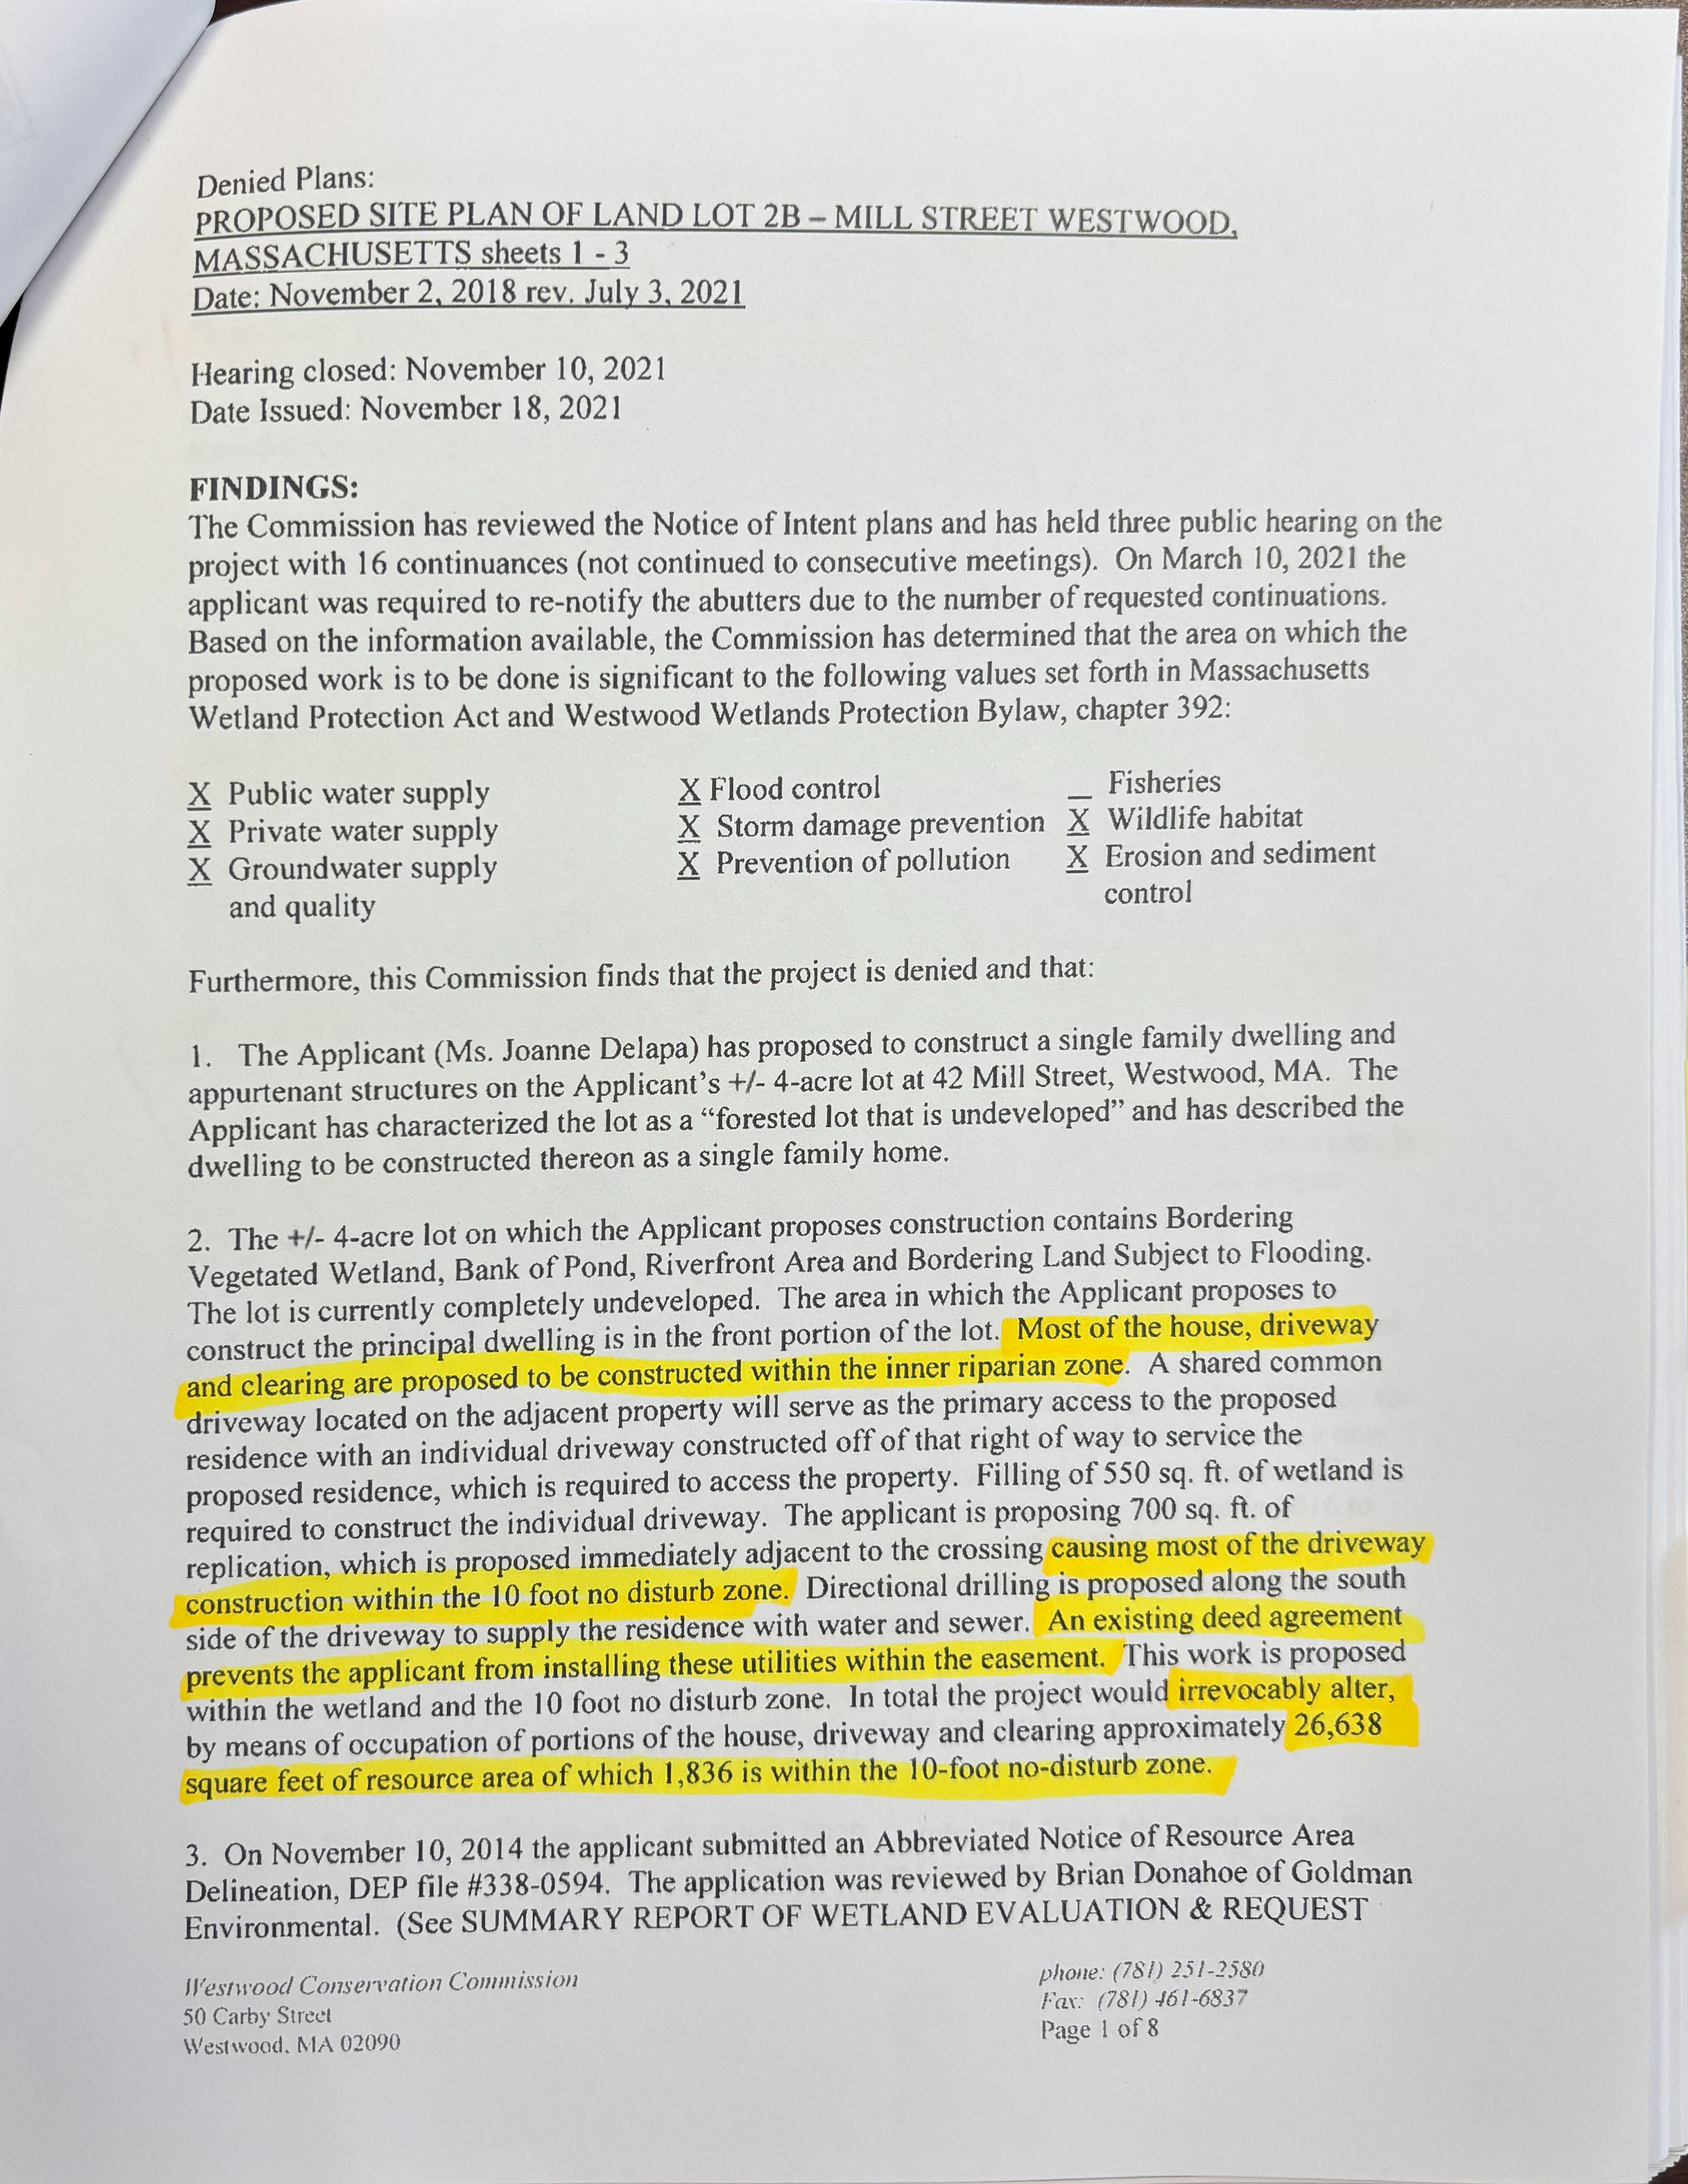 Denied Plans:
PROPOSED SITE PLAN OF LAND LOT 2B – MILL STREET WESTWOOD,
MASSACHUSETTS sheets 1 - 3
Date: November 2, 2018 rev. July 3, 2021
Hearing closed: November 10, 2021
Date Issued: November 18, 2021
FINDINGS:
The Commission has reviewed the Notice of Intent plans and has held three public hearing on the
project with 16 continuances (not continued to consecutive meetings). On March 10, 2021 the
applicant was required to re-notify the abutters due to the number of requested continuations.
Based on the information available, the Commission has determined that the area on which the
proposed work is to be done is significant to the following values set forth in Massachusetts
Wetland Protection Act and Westwood Wetlands Protection Bylaw, chapter 392:
X Public water supply X Flood control _ Fisheries
X Private water supply X Storm damage prevention X Wildlife habitat
X Groundwater supply X Prevention of pollution X Erosion and sediment
and quality control
Furthermore, this Commission finds that the project is denied and that:
1. The Applicant (Ms. Joanne Delapa) has proposed to construct a single family dwelling and
appurtenant structures on the Applicant's +/- 4-acre lot at 42 Mill Street, Westwood, MA. The
Applicant has characterized the lot as a “forested lot that is undeveloped” and has described the
dwelling to be constructed thereon as a single family home.
2. The +/- 4-acre lot on which the Applicant proposes construction contains Bordering
Vegetated Wetland, Bank of Pond, Riverfront Area and Bordering Land Subject to Flooding.
The lot is currently completely undeveloped. The area in which the Applicant proposes to
construct the principal dwelling is in the front portion of the lot. Most of the house, driveway
and clearing are proposed to be constructed within the inner riparian zone. A shared common
driveway located on the adjacent property will serve as the primary access to the proposed
residence with an individual driveway constructed off of that right of way to service the
proposed residence, which is required to access the property. Filling of 550 sq. ft. of wetland is
required to construct the individual driveway. The applicant is proposing 700 sq. ft. of
replication, which is proposed immediately adjacent to the crossing causing most of the driveway
construction within the 10 foot no disturb zone. Directional drilling is proposed along the south
side of the driveway to supply the residence with water and sewer. An existing deed agreement
prevents the applicant from installing these utilities within the easement. This work is proposed
within the wetland and the 10 foot no disturb zone. In total the project would irrevocably alter,
by means of occupation of portions of the house, driveway and clearing approximately 26,638
square feet of resource area of which 1,836 is within the 10-foot no-disturb zone.
3. On November 10, 2014 the applicant submitted an Abbreviated Notice of Resource Area
Delineation, DEP file #338-0594. The application was reviewed by Brian Donahoe of Goldman
Environmental. (See SUMMARY REPORT OF WETLAND EVALUATION & REQUEST
Westwood Conservation Commission phone: (781) 251-2580
50 Carby Street Fax: (781) 461-6837
Westwood, MA 02090 Page 1 of 8